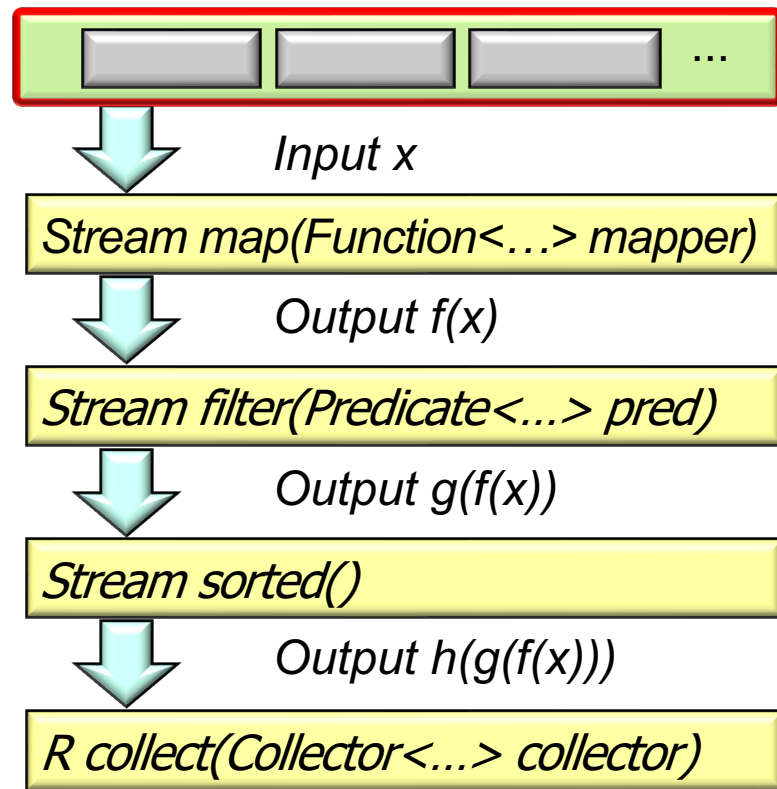 ...
Input x
Stream map(Function<…> mapper)
Output f(x)
Stream filter(Predicate<...> pred)
Output g(f(x))
Stream sorted()
Output h(g(f(x)))
R collect(Collector<...> collector)